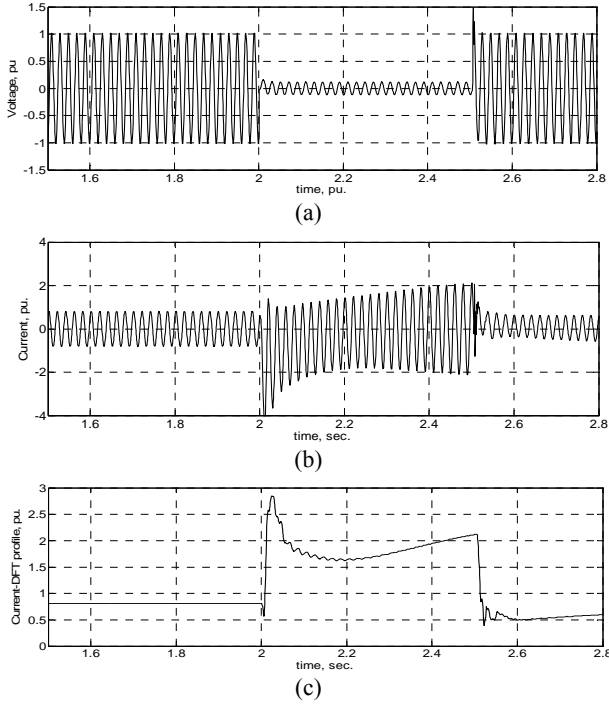 1.5
1
0.5
0
-0.5
-1
-1.5
Voltage, pu
1.6 1.8 2 2.2 2.4 2.6 2.8
time, pu.
(a)
4
2
0
-2
-4
Current, pu.
1.6 1.8 2 2.2 2.4 2.6 2.8
time, sec.
(b)
3
2.5
2
1.5
1
0.5
0
Current-DFT profile, pu.
1.6 1.8 2 2.2 2.4 2.6 2.8
time, sec.
(c)